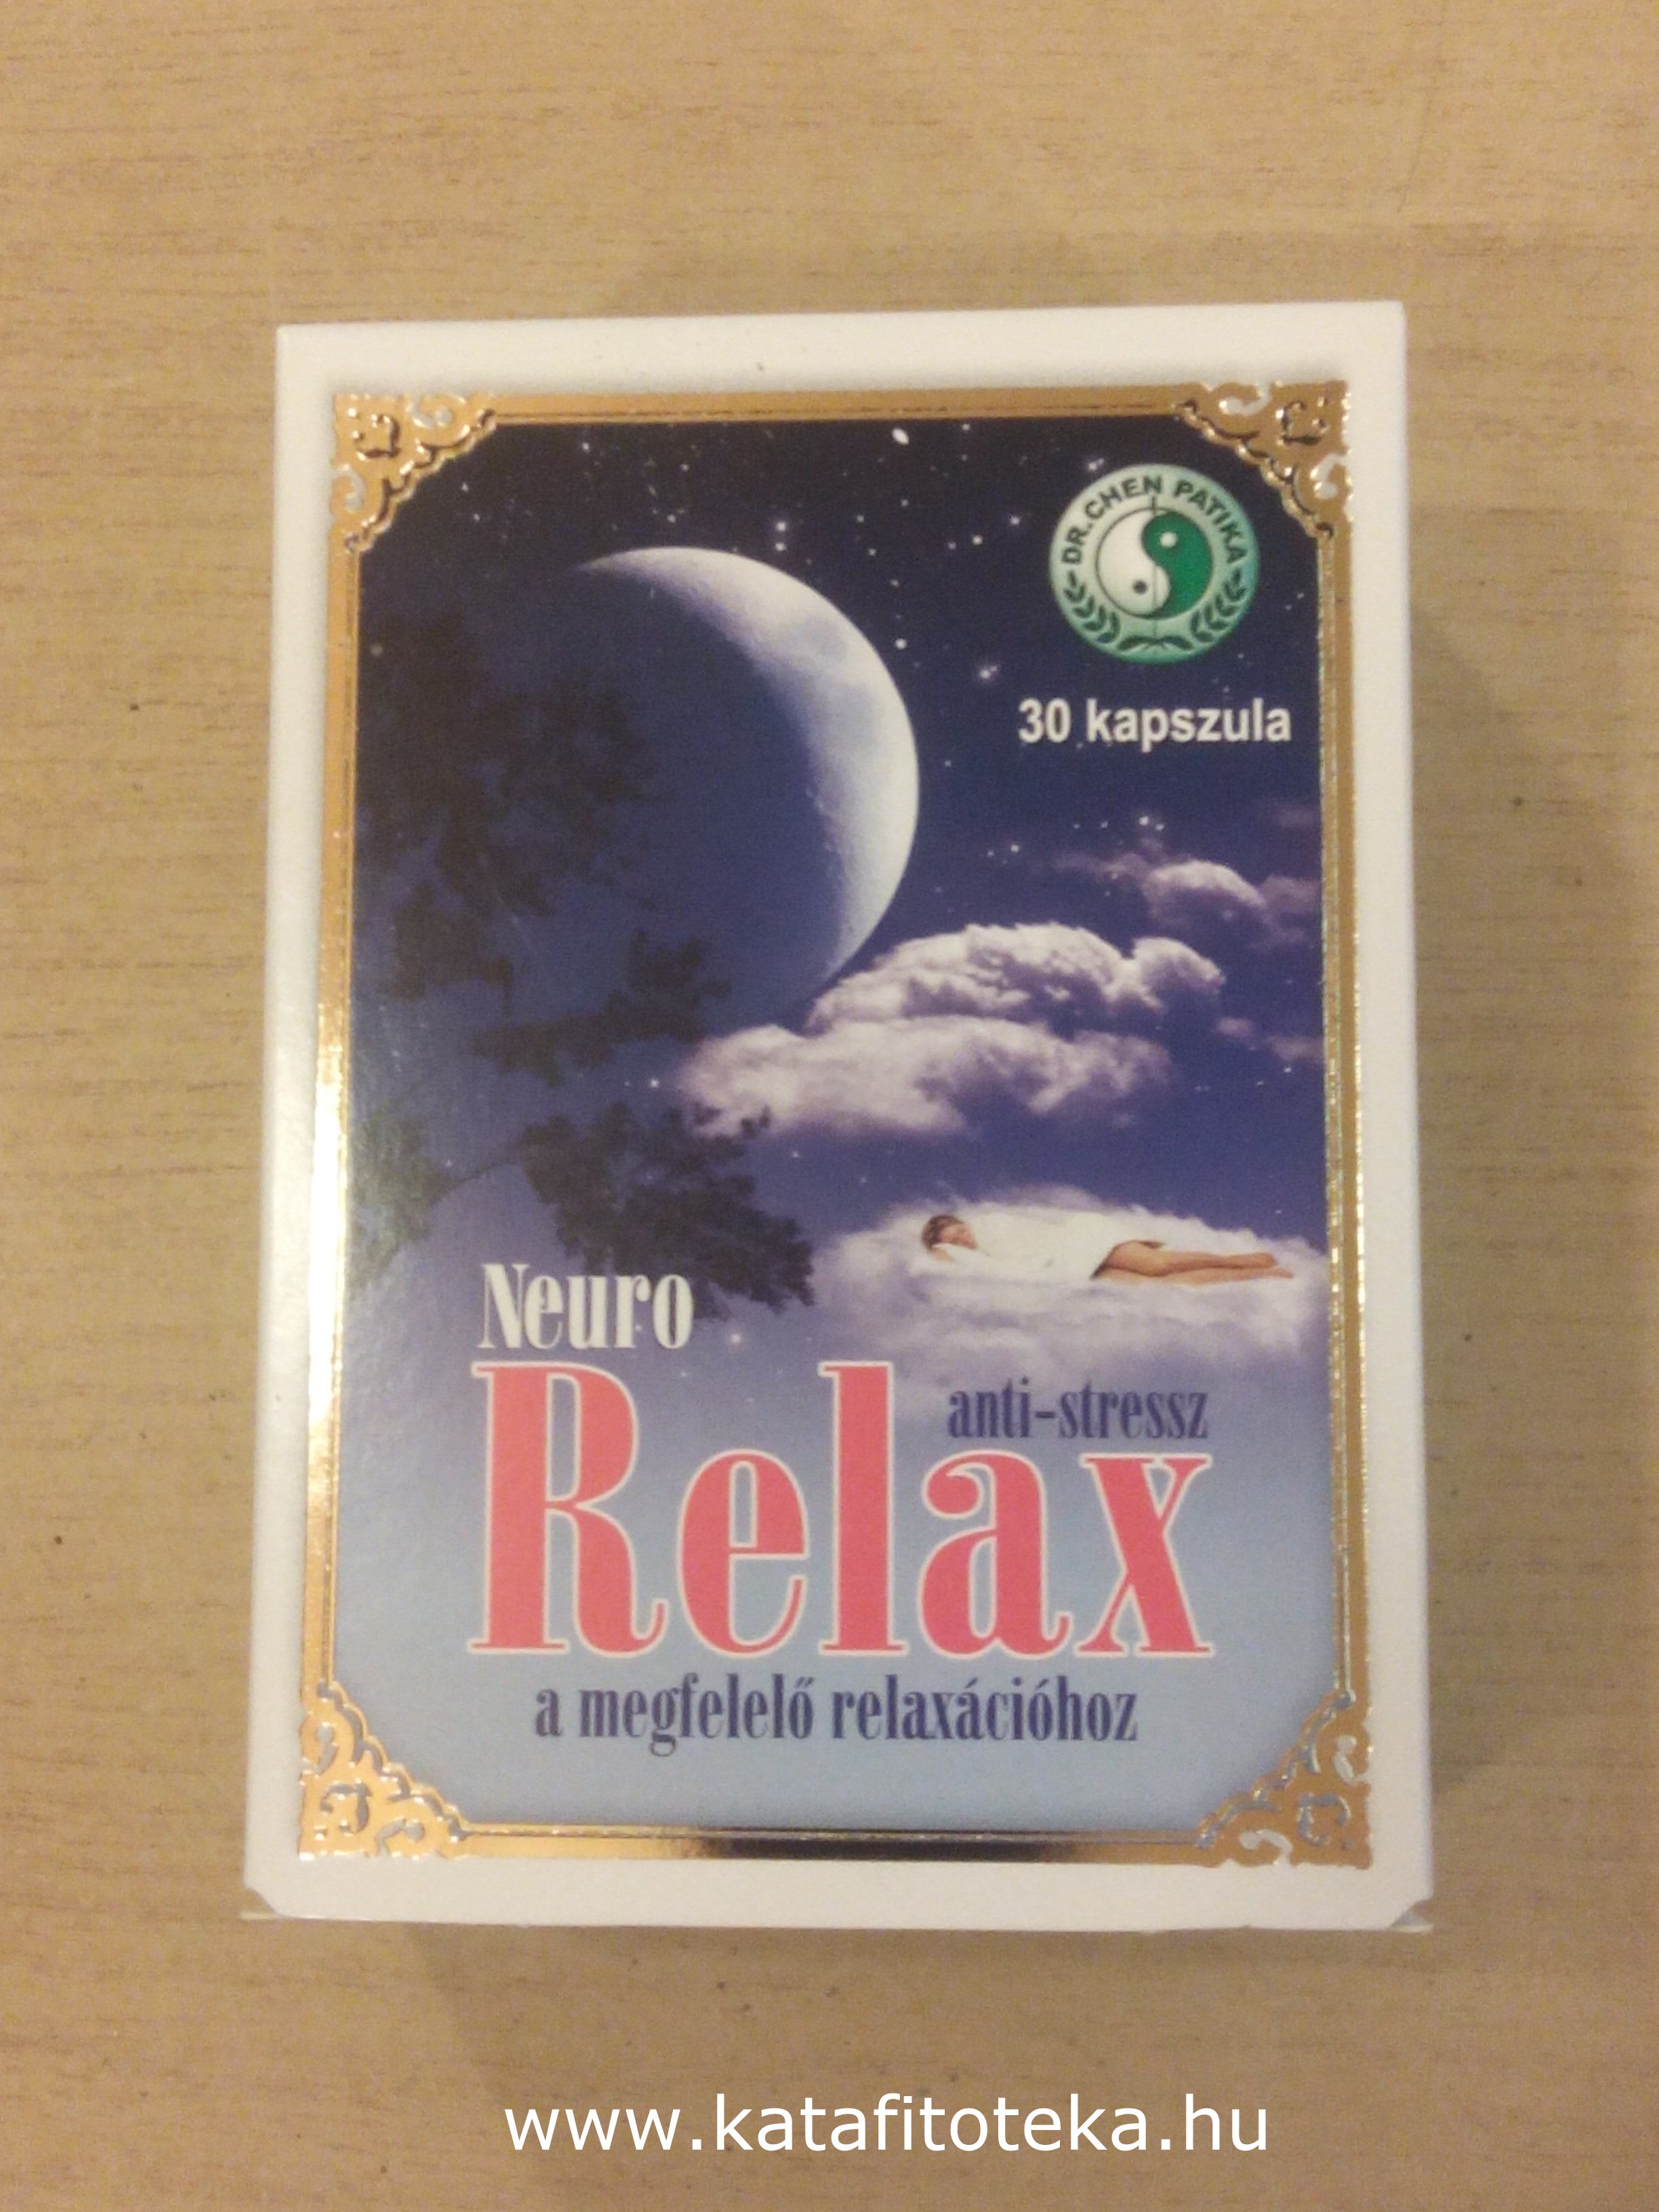 DR. CHEN PATIKA
30 kapszula
Neuro
anti-stressz
Relax
a megfelelő relaxációhoz
www.katafitoteka.hu